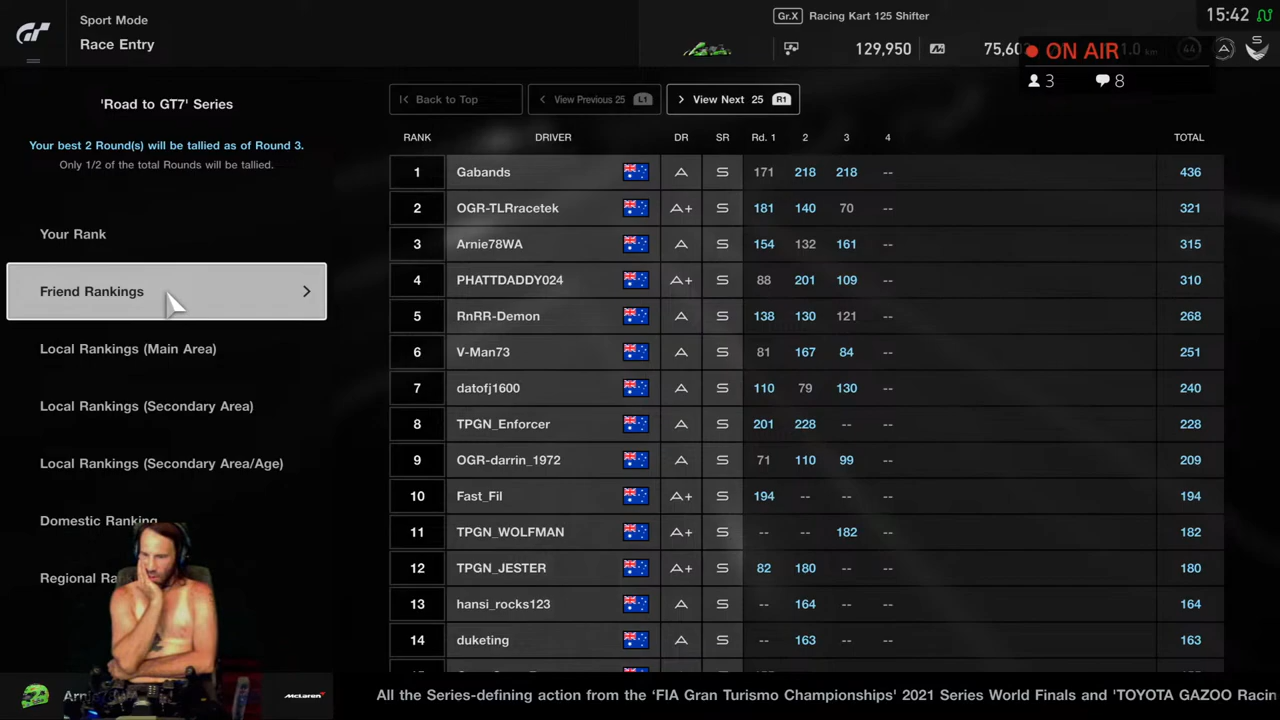 Sport Mode
Race Entry
Gr.X Racing Kart 125 Shifter
15:42
129,950
ON AIR
3 8
'Road to GT7' Series
Your best 2 Round(s) will be tallied as of Round 3.
Only 1/2 of the total Rounds will be tallied.
Your Rank
Friend Rankings
Local Rankings (Main Area)
Local Rankings (Secondary Area)
Local Rankings (Secondary Area/Age)
Domestic Ranking
Regional
Back to Top View Previous 25 L1 View Next 25 R1
RANK DRIVER DR SR Rd. 1 2 3 4 TOTAL
1 Gabands A S 171 218 218 -- 436
2 OGR-TLRracetek A+ S 181 140 70 -- 321
3 Arnie78WA A S 154 132 161 -- 315
4 PHATTDADDY024 A+ S 88 201 109 -- 310
5 RnRR-Demon A S 138 130 121 -- 268
6 V-Man73 A S 81 167 84 -- 251
7 datofj1600 A S 110 79 130 -- 240
8 TPGN_Enforcer A S 201 228 -- -- 228
9 OGR-darrin_1972 A S 71 110 99 -- 209
10 Fast_Fil A+ S 194 -- -- -- 194
11 TPGN_WOLFMAN A+ S -- -- 182 -- 182
12 TPGN_JESTER A+ S 82 180 -- -- 180
13 hansi_rocks123 A S -- 164 -- -- 164
14 duketing A S -- 163 -- -- 163
McLaren
All the Series-defining action from the 'FIA Gran Turismo Championships' 2021 Series World Finals and 'TOYOTA GAZOO